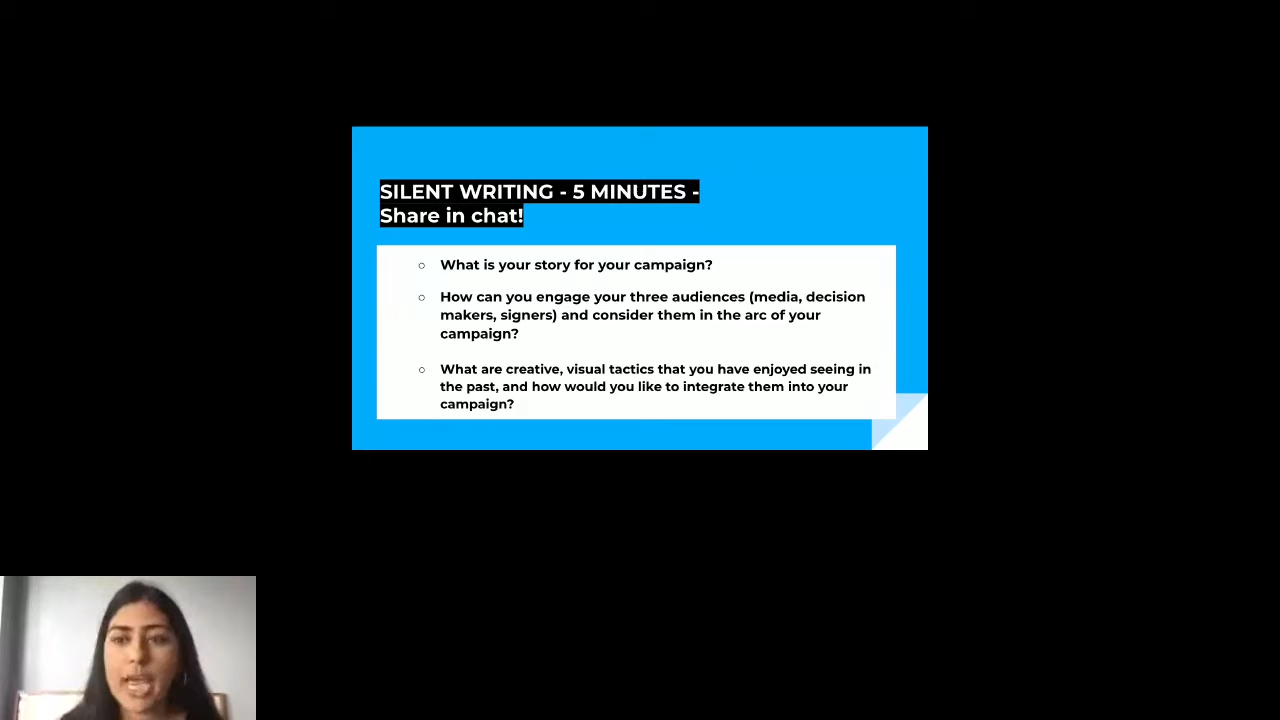 SILENT WRITING - 5 MINUTES -
Share in chat!
○ What is your story for your campaign?
○ How can you engage your three audiences (media, decision
makers, signers) and consider them in the arc of your
campaign?
○ What are creative, visual tactics that you have enjoyed seeing in
the past, and how would you like to integrate them into your
campaign?